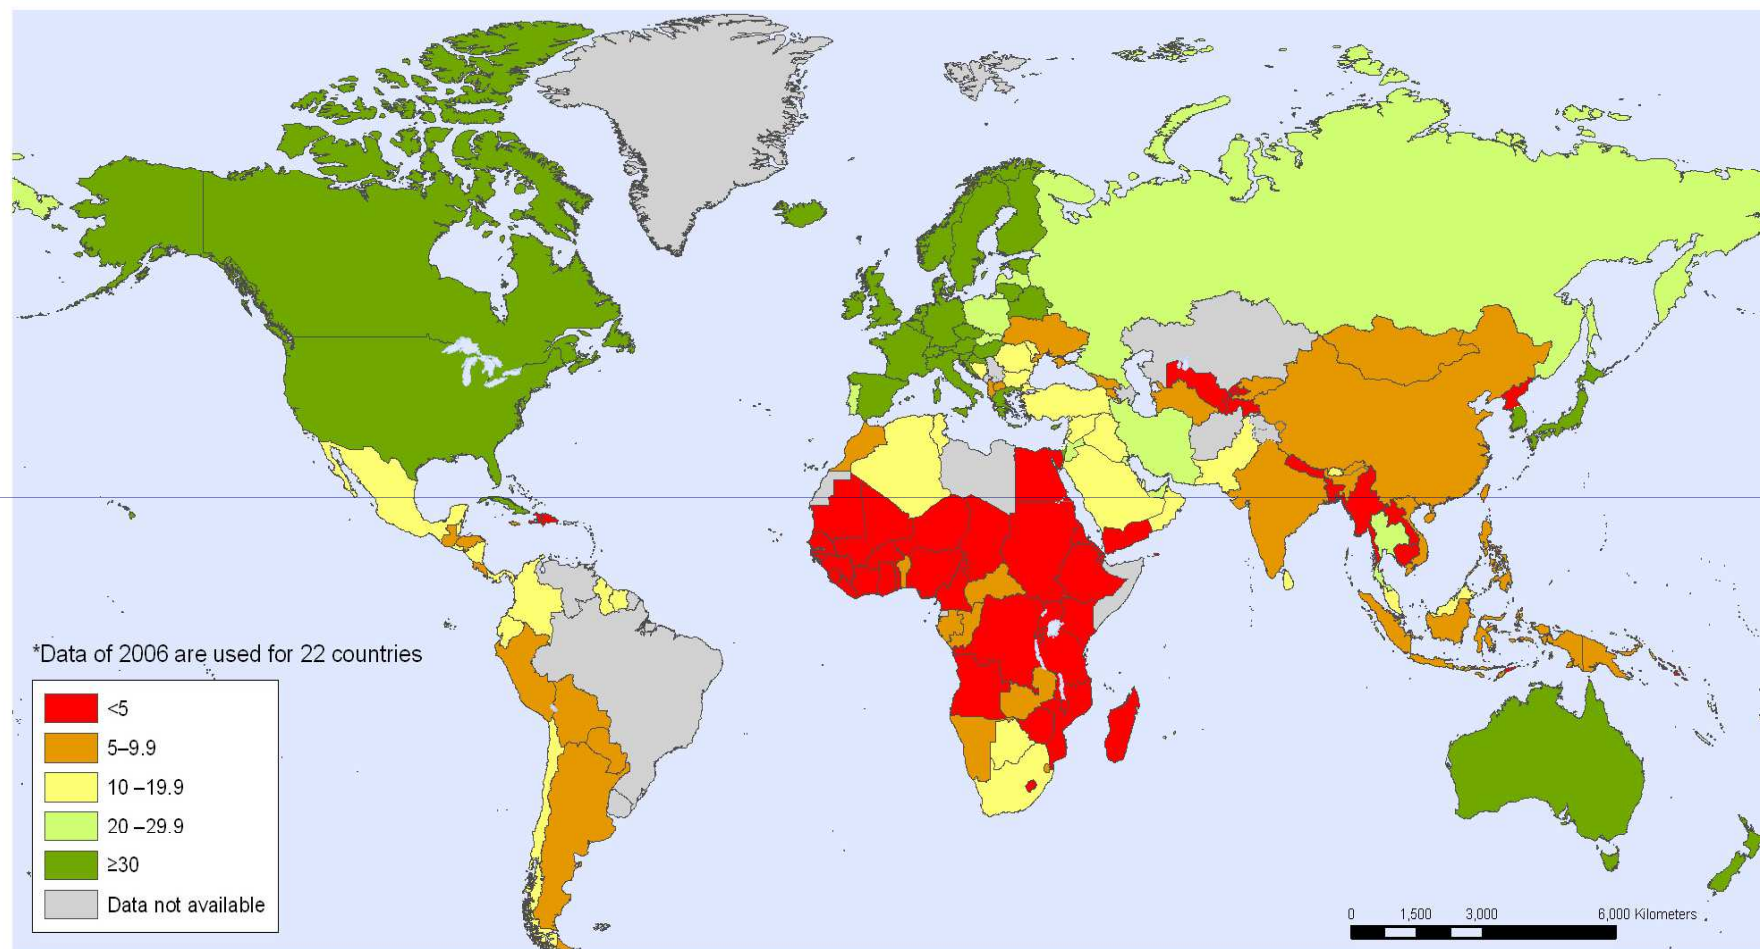 *Data of 2006 are used for 22 countries
<5
5–9.9
10 –19.9
20 –29.9
≥30
Data not available
0 1,500 3,000 6,000 Kilometers